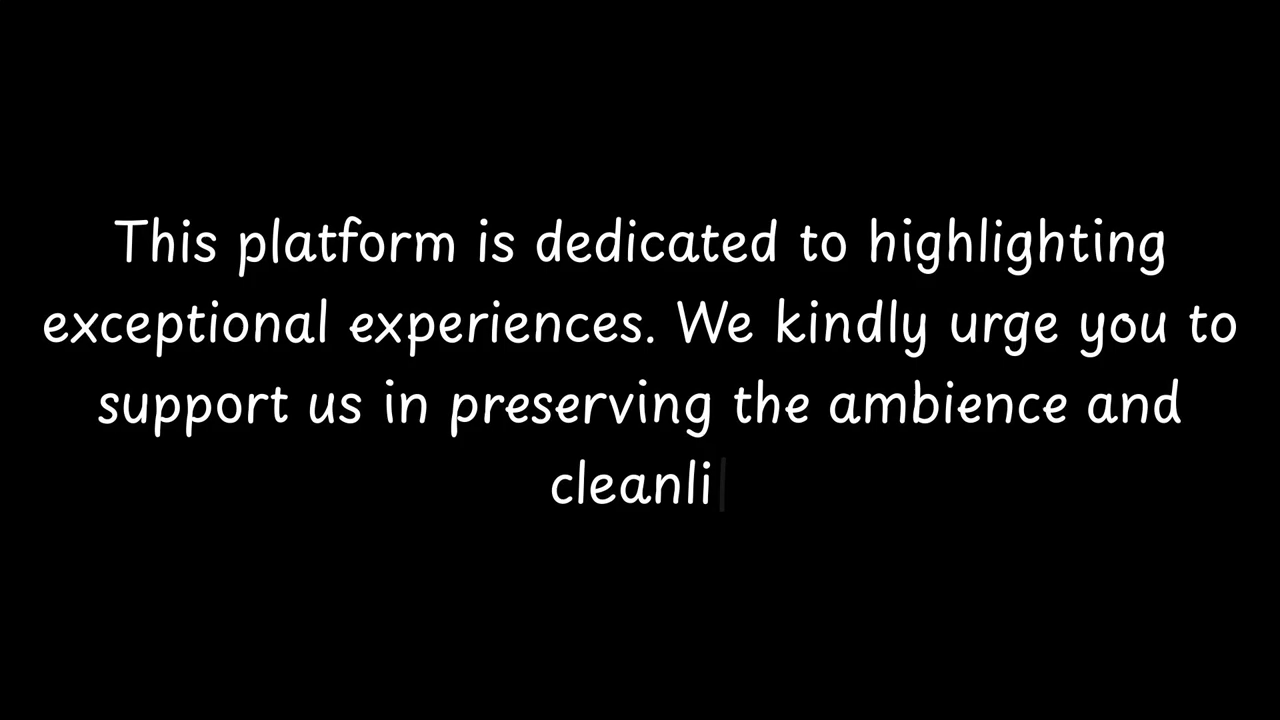 This platform is dedicated to highlighting
exceptional experiences. We kindly urge you to
support us in preserving the ambience and
cleanli